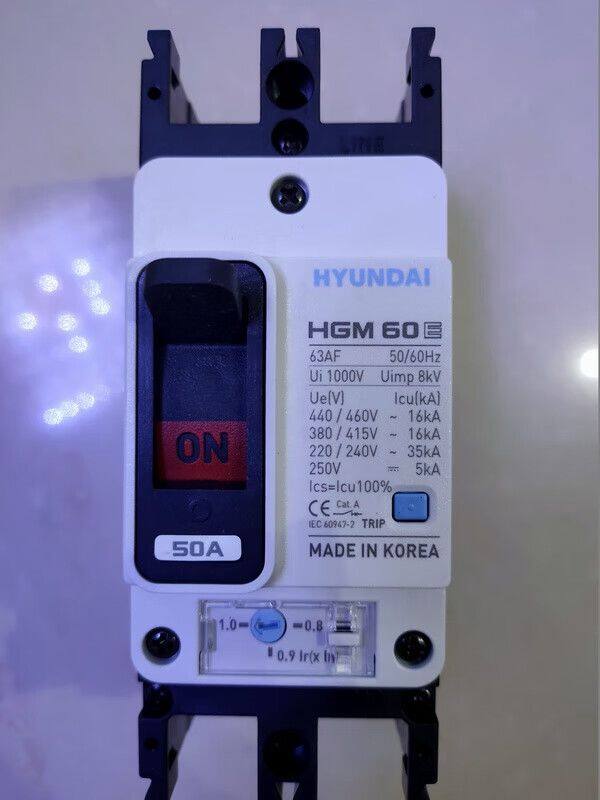 LINE
HYUNDAI
HGM 60 E
63AF 50/60Hz
Ui 1000V Uimp 8kV
Ue(V) Icu(kA)
440 / 460V ~ 16kA
380 / 415V ~ 16kA
220 / 240V ~ 35kA
250V ⎓ 5kA
Ics=Icu100%
CE Cat. A
IEC 60947-2 TRIP
MADE IN KOREA
ON
50A
1.0 0.8
0.9 Ir(x In)